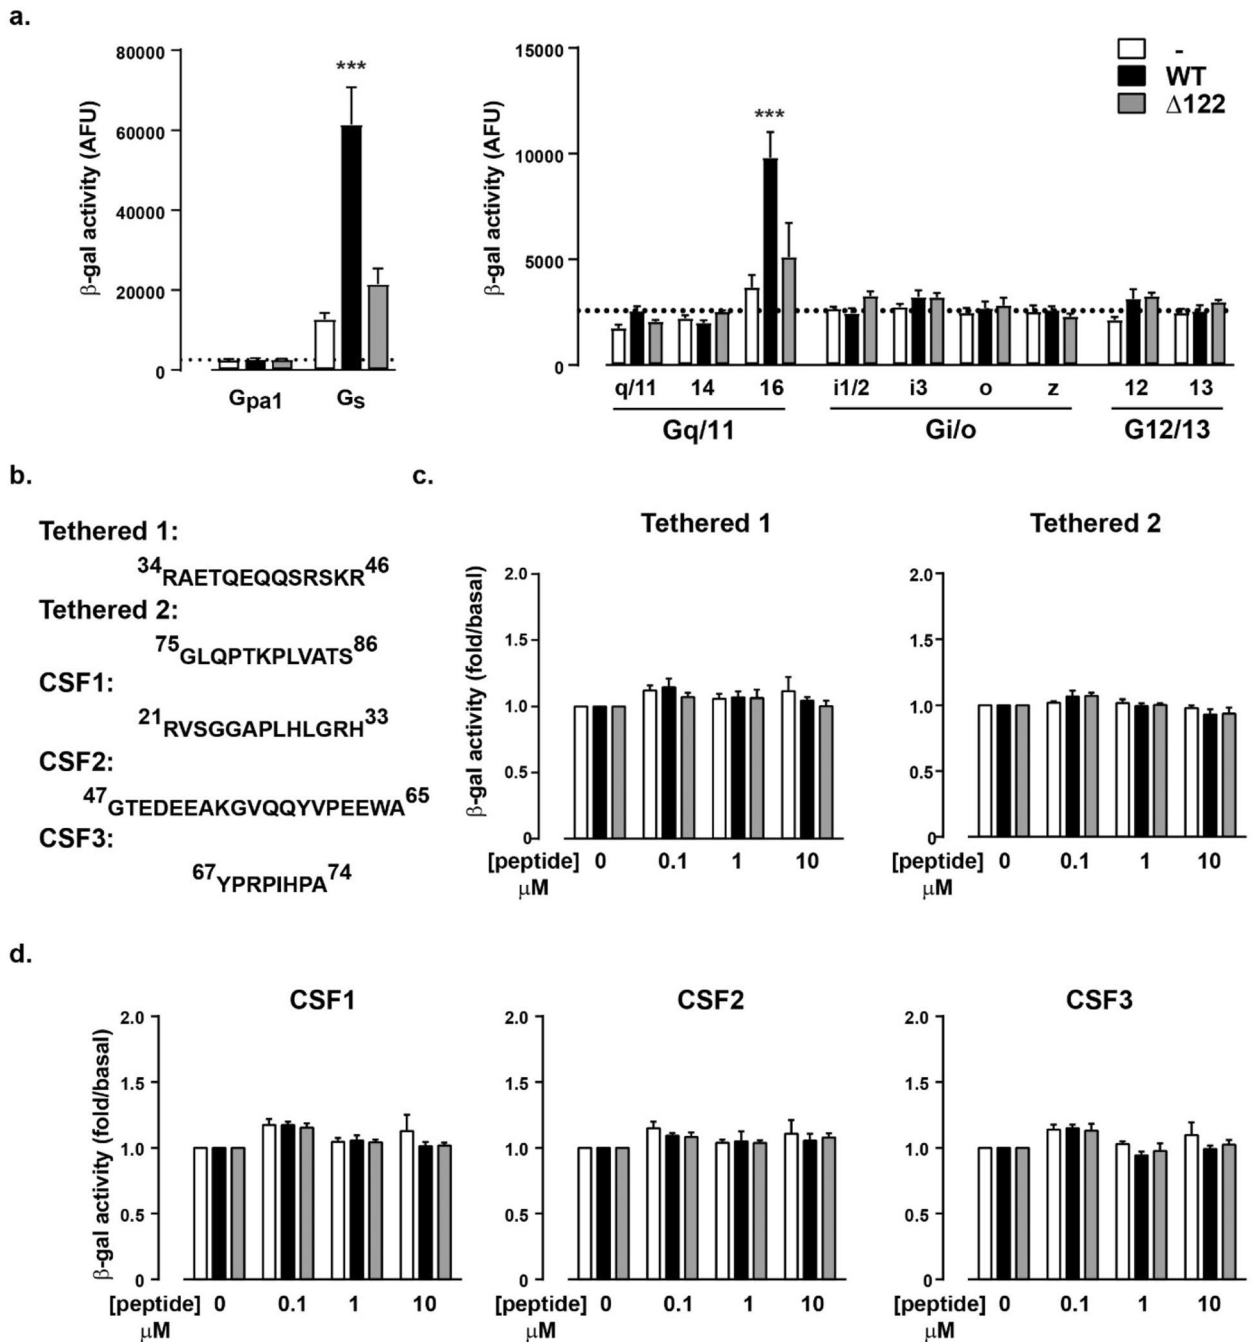 a.
80000
60000
40000
20000
0
β-gal activity (AFU)
***
Gpa1
Gs
15000
10000
5000
0
β-gal activity (AFU)
***
q/11 14 16 i1/2 i3 o z 12 13
Gq/11 Gi/o G12/13
-
WT
Δ122
b.
Tethered 1:
34RAETQEQQSRSKR46
Tethered 2:
75GLQPTKPLVATS86
CSF1:
21RVSGGAPLHLGRH33
CSF2:
47GTEDEEAKGVQQYVPEEWA65
CSF3:
67YPRPIHPA74
c.
Tethered 1
2.0
1.5
1.0
0.5
0
β-gal activity (fold/basal)
[peptide] 0 0.1 1 10
μM
Tethered 2
2.0
1.5
1.0
0.5
0
[peptide] 0 0.1 1 10
μM
d.
CSF1
2.0
1.5
1.0
0.5
0
β-gal activity (fold/basal)
[peptide] 0 0.1 1 10
μM
CSF2
2.0
1.5
1.0
0.5
0
[peptide] 0 0.1 1 10
μM
CSF3
2.0
1.5
1.0
0.5
0
[peptide] 0 0.1 1 10
μM